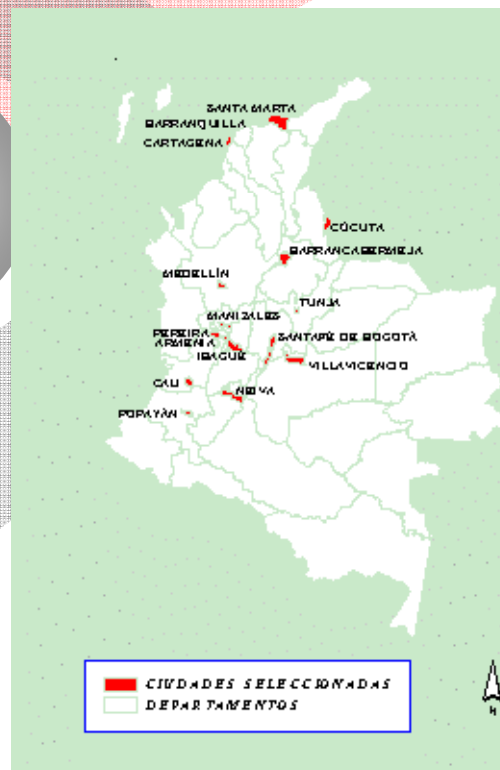 SANTA MARTA
BARRANQUILLA
CARTAGENA
CÚCUTA
BARRANCABERMEJA
MEDELLÍN
TUNJA
MANIZALES
PEREIRA
SANTAFÉ DE BOGOTÁ
ARMENIA
IBAGUÉ
VILLAVICENCIO
CALI
NEIVA
POPAYÁN
CIUDADES SELECCIONADAS
DEPARTAMENTOS
N